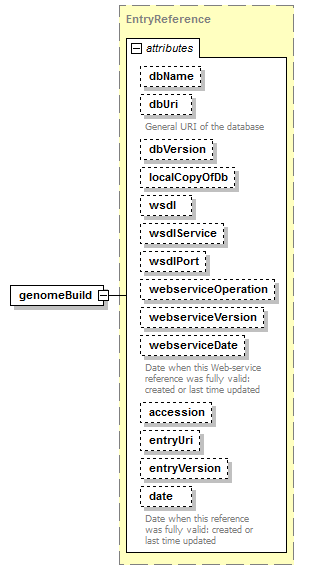 EntryReference
attributes
dbName
dbUri
General URI of the database
dbVersion
localCopyOfDb
wsdl
wsdlService
wsdlPort
genomeBuild
webserviceOperation
webserviceVersion
webserviceDate
Date when this Web-service
reference was fully valid:
created or last time updated
accession
entryUri
entryVersion
date
Date when this reference
was fully valid: created or
last time updated